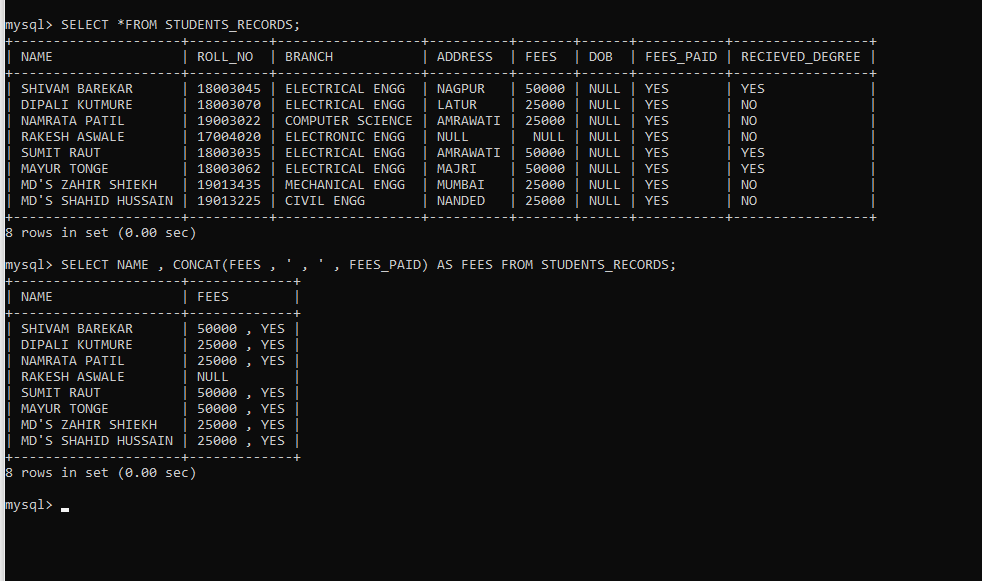 mysql> SELECT *FROM STUDENTS_RECORDS;
+---------------------+----------+------------------+----------+-------+------+-----------+-----------------+
| NAME                | ROLL_NO  | BRANCH           | ADDRESS  | FEES  | DOB  | FEES_PAID | RECIEVED_DEGREE |
+---------------------+----------+------------------+----------+-------+------+-----------+-----------------+
| SHIVAM BAREKAR      | 18003045 | ELECTRICAL ENGG  | NAGPUR   | 50000 | NULL | YES       | YES             |
| DIPALI KUTMURE      | 18003070 | ELECTRICAL ENGG  | LATUR    | 25000 | NULL | YES       | NO              |
| NAMRATA PATIL       | 19003022 | COMPUTER SCIENCE | AMRAWATI | 25000 | NULL | YES       | NO              |
| RAKESH ASWALE       | 17004020 | ELECTRONIC ENGG  | NULL     |  NULL | NULL | YES       | NO              |
| SUMIT RAUT          | 18003035 | ELECTRICAL ENGG  | AMRAWATI | 50000 | NULL | YES       | YES             |
| MAYUR TONGE         | 18003062 | ELECTRICAL ENGG  | MAJRI    | 50000 | NULL | YES       | YES             |
| MD'S ZAHIR SHIEKH   | 19013435 | MECHANICAL ENGG  | MUMBAI   | 25000 | NULL | YES       | NO              |
| MD'S SHAHID HUSSAIN | 19013225 | CIVIL ENGG       | NANDED   | 25000 | NULL | YES       | NO              |
+---------------------+----------+------------------+----------+-------+------+-----------+-----------------+
8 rows in set (0.00 sec)
mysql> SELECT NAME , CONCAT(FEES , ' , ' , FEES_PAID) AS FEES FROM STUDENTS_RECORDS;
+---------------------+-------------+
| NAME                | FEES        |
+---------------------+-------------+
| SHIVAM BAREKAR      | 50000 , YES |
| DIPALI KUTMURE      | 25000 , YES |
| NAMRATA PATIL       | 25000 , YES |
| RAKESH ASWALE       | NULL        |
| SUMIT RAUT          | 50000 , YES |
| MAYUR TONGE         | 50000 , YES |
| MD'S ZAHIR SHIEKH   | 25000 , YES |
| MD'S SHAHID HUSSAIN | 25000 , YES |
+---------------------+-------------+
8 rows in set (0.00 sec)
mysql> _